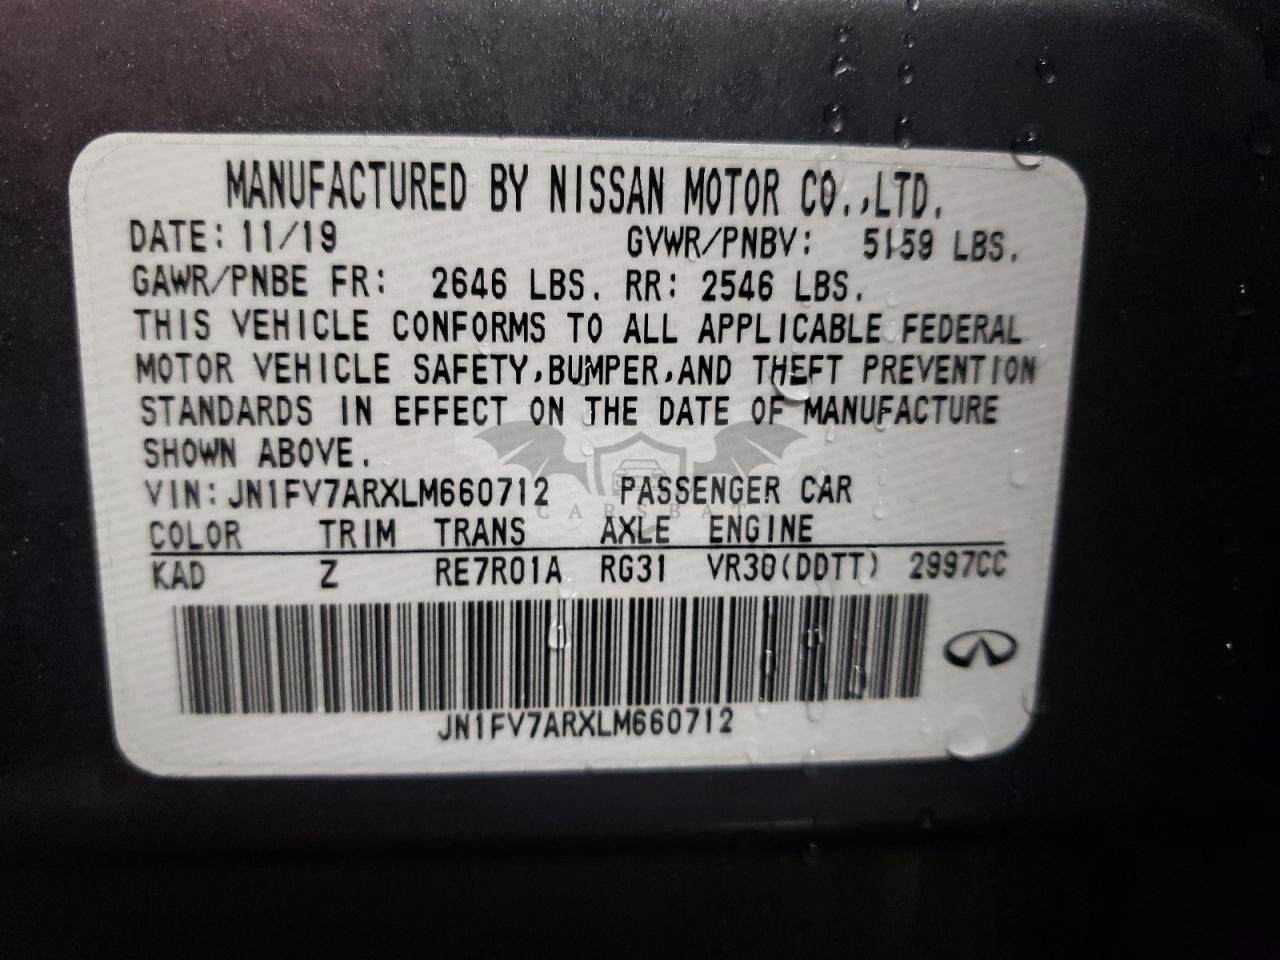 MANUFACTURED BY NISSAN MOTOR CO.,LTD.
DATE: 11/19 GVWR/PNBV: 5159 LBS.
GAWR/PNBE FR: 2646 LBS. RR: 2546 LBS.
THIS VEHICLE CONFORMS TO ALL APPLICABLE FEDERAL
MOTOR VEHICLE SAFETY,BUMPER,AND THEFT PREVENTION
STANDARDS IN EFFECT ON THE DATE OF MANUFACTURE
SHOWN ABOVE.
VIN: JN1FV7ARXLM660712 PASSENGER CAR
CARSBAT
COLOR TRIM TRANS AXLE ENGINE
KAD Z RE7R01A RG31 VR30(DDTT) 2997CC
JN1FV7ARXLM660712